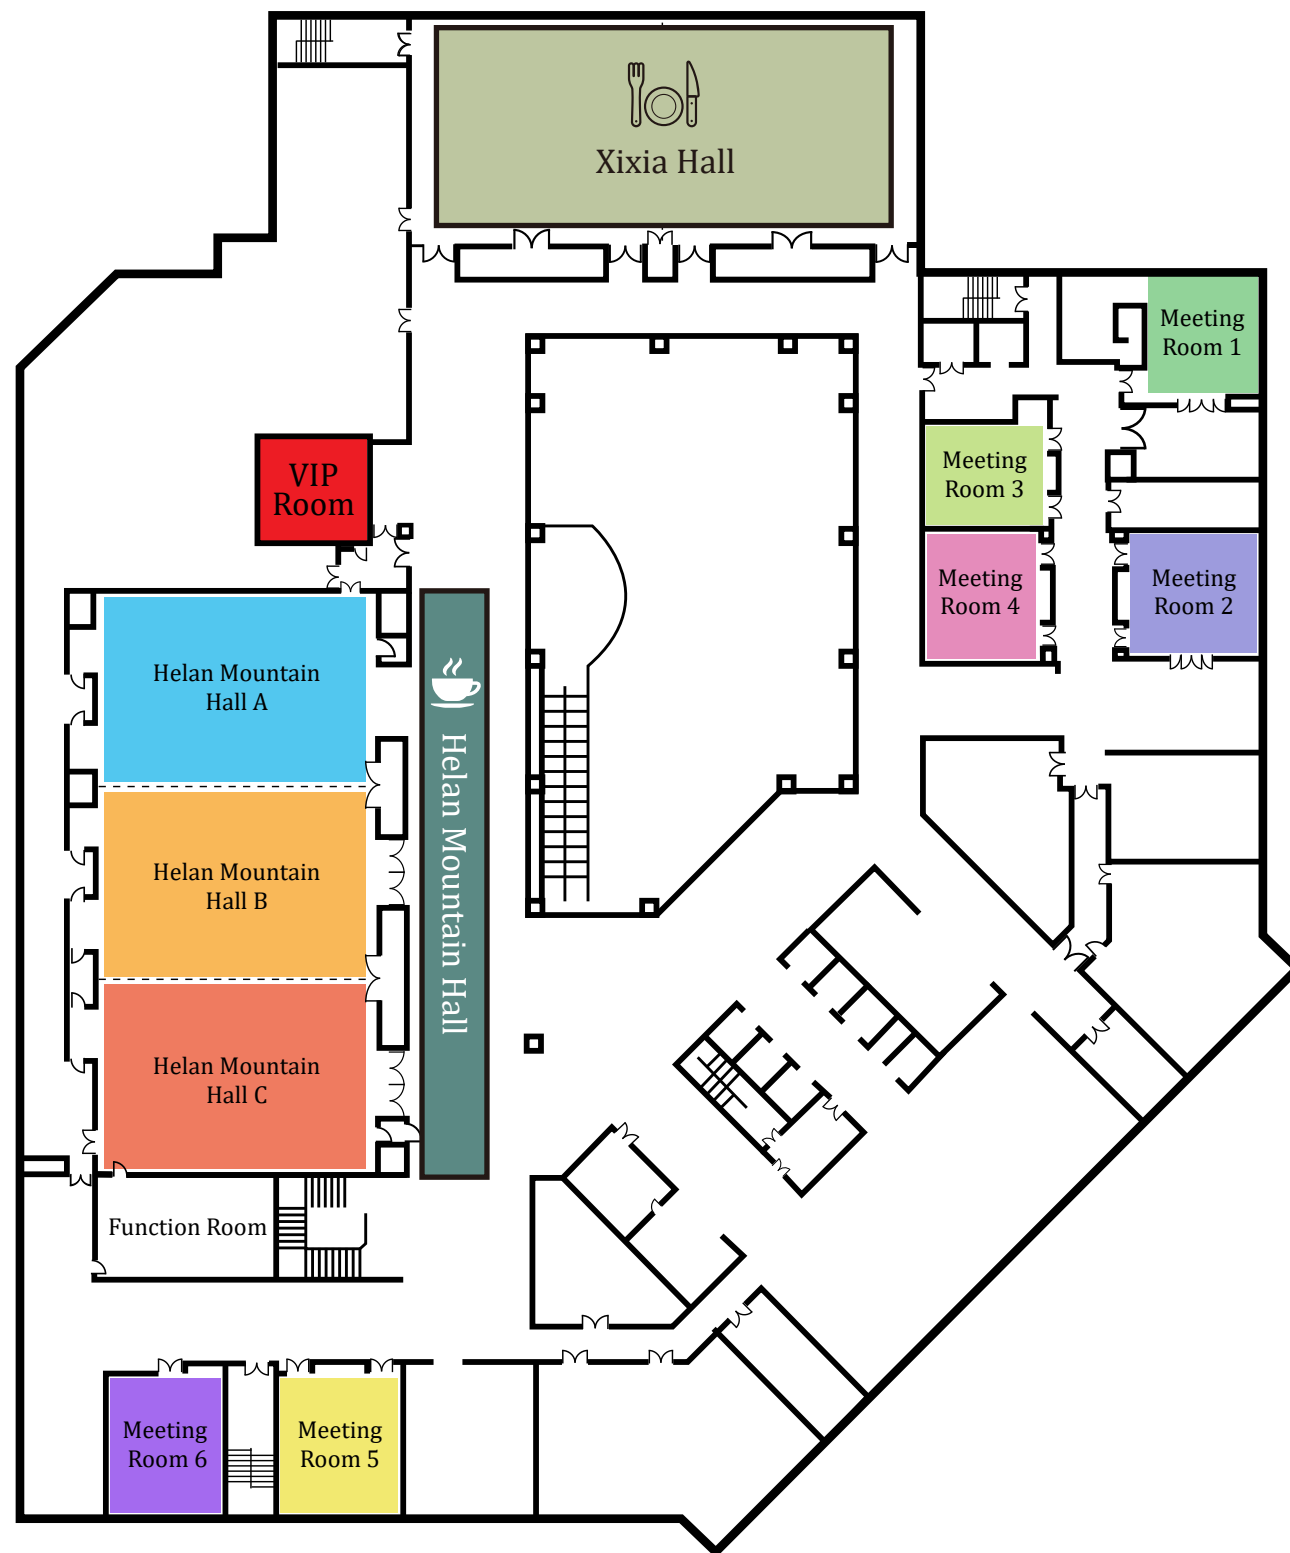 Xixia Hall
Meeting
Room 1
VIP
Room
Meeting
Room 3
Meeting
Room 4
Meeting
Room 2
Helan Mountain
Hall A
Helan Mountain
Hall B
Helan Mountain
Hall C
Helan Mountain Hall
Function Room
Meeting
Room 6
Meeting
Room 5